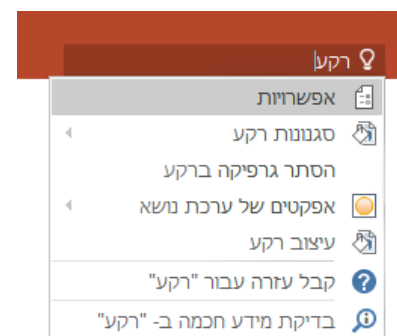 רקע
אפשרויות
סגנונות רקע
הסתר גרפיקה ברקע
אפקטים של ערכת נושא
עיצוב רקע
קבל עזרה עבור "רקע"
בדיקת מידע חכמה ב- "רקע"